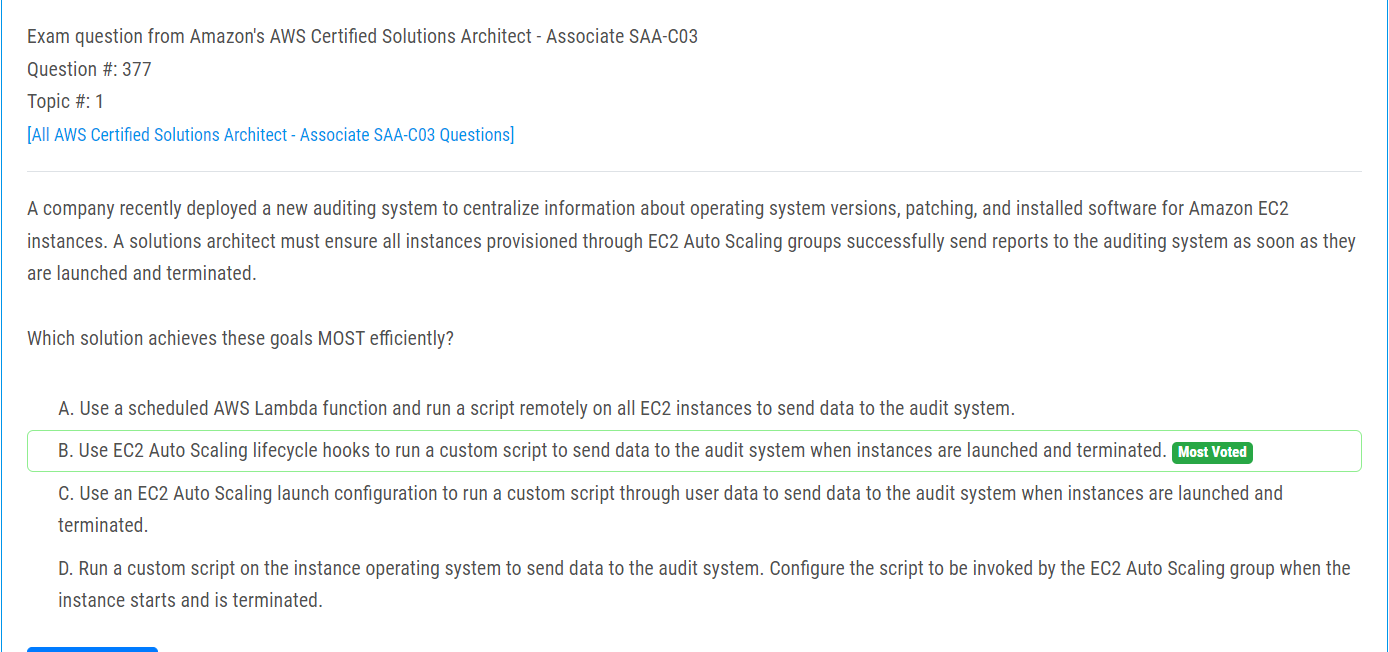 Exam question from Amazon's AWS Certified Solutions Architect - Associate SAA-C03
Question #: 377
Topic #: 1
[All AWS Certified Solutions Architect - Associate SAA-C03 Questions]
A company recently deployed a new auditing system to centralize information about operating system versions, patching, and installed software for Amazon EC2
instances. A solutions architect must ensure all instances provisioned through EC2 Auto Scaling groups successfully send reports to the auditing system as soon as they
are launched and terminated.
Which solution achieves these goals MOST efficiently?
A. Use a scheduled AWS Lambda function and run a script remotely on all EC2 instances to send data to the audit system.
B. Use EC2 Auto Scaling lifecycle hooks to run a custom script to send data to the audit system when instances are launched and terminated. Most Voted
C. Use an EC2 Auto Scaling launch configuration to run a custom script through user data to send data to the audit system when instances are launched and
terminated.
D. Run a custom script on the instance operating system to send data to the audit system. Configure the script to be invoked by the EC2 Auto Scaling group when the
instance starts and is terminated.